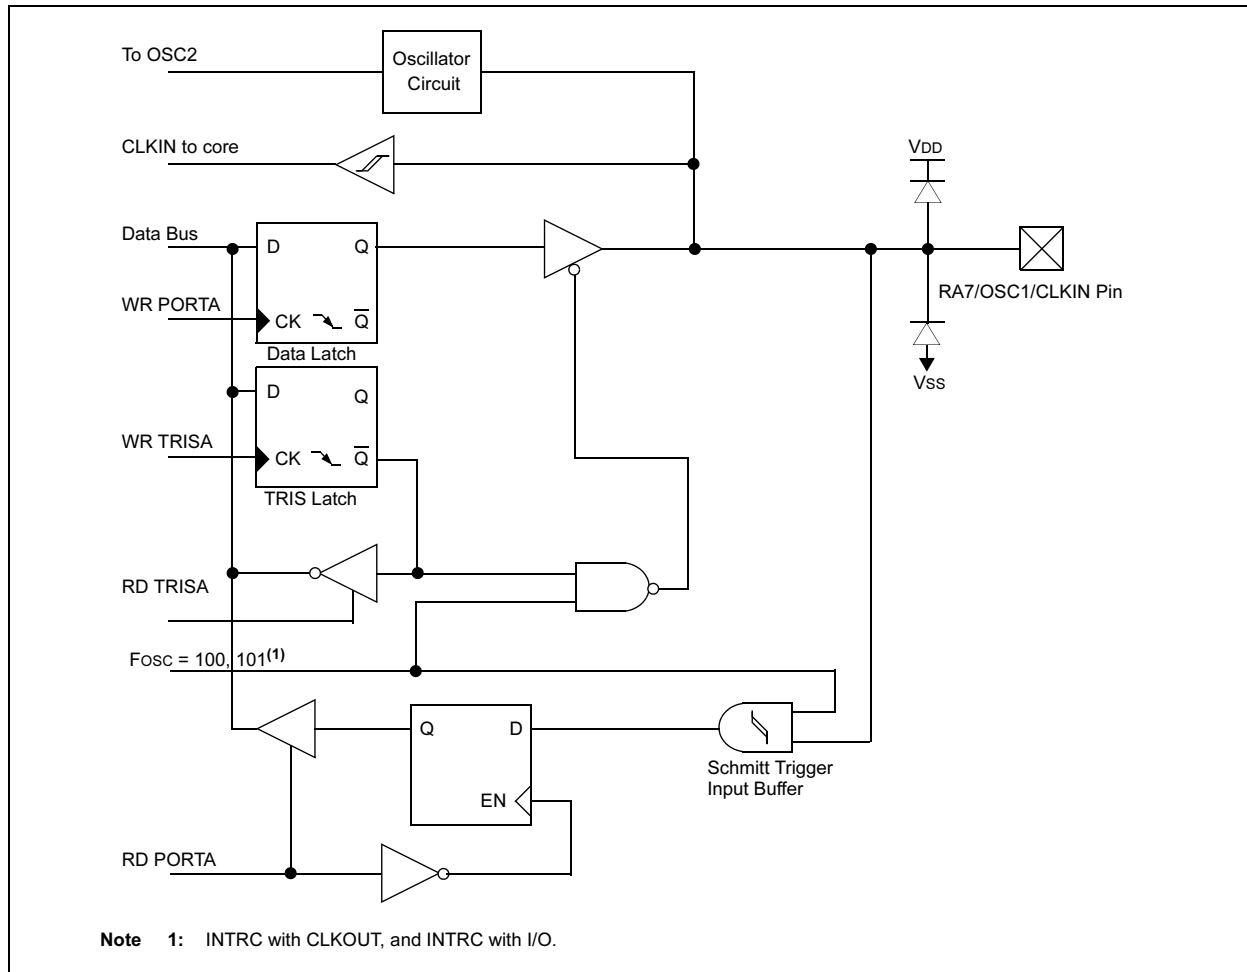 To OSC2
Oscillator
Circuit
CLKIN to core
VDD
Data Bus
D
Q
WR PORTA
CK
Q̅
Data Latch
RA7/OSC1/CLKIN Pin
VSS
D
Q
WR TRISA
CK
Q̅
TRIS Latch
RD TRISA
FOSC = 100, 101(1)
Q
D
EN
Schmitt Trigger
Input Buffer
RD PORTA
Note 1: INTRC with CLKOUT, and INTRC with I/O.